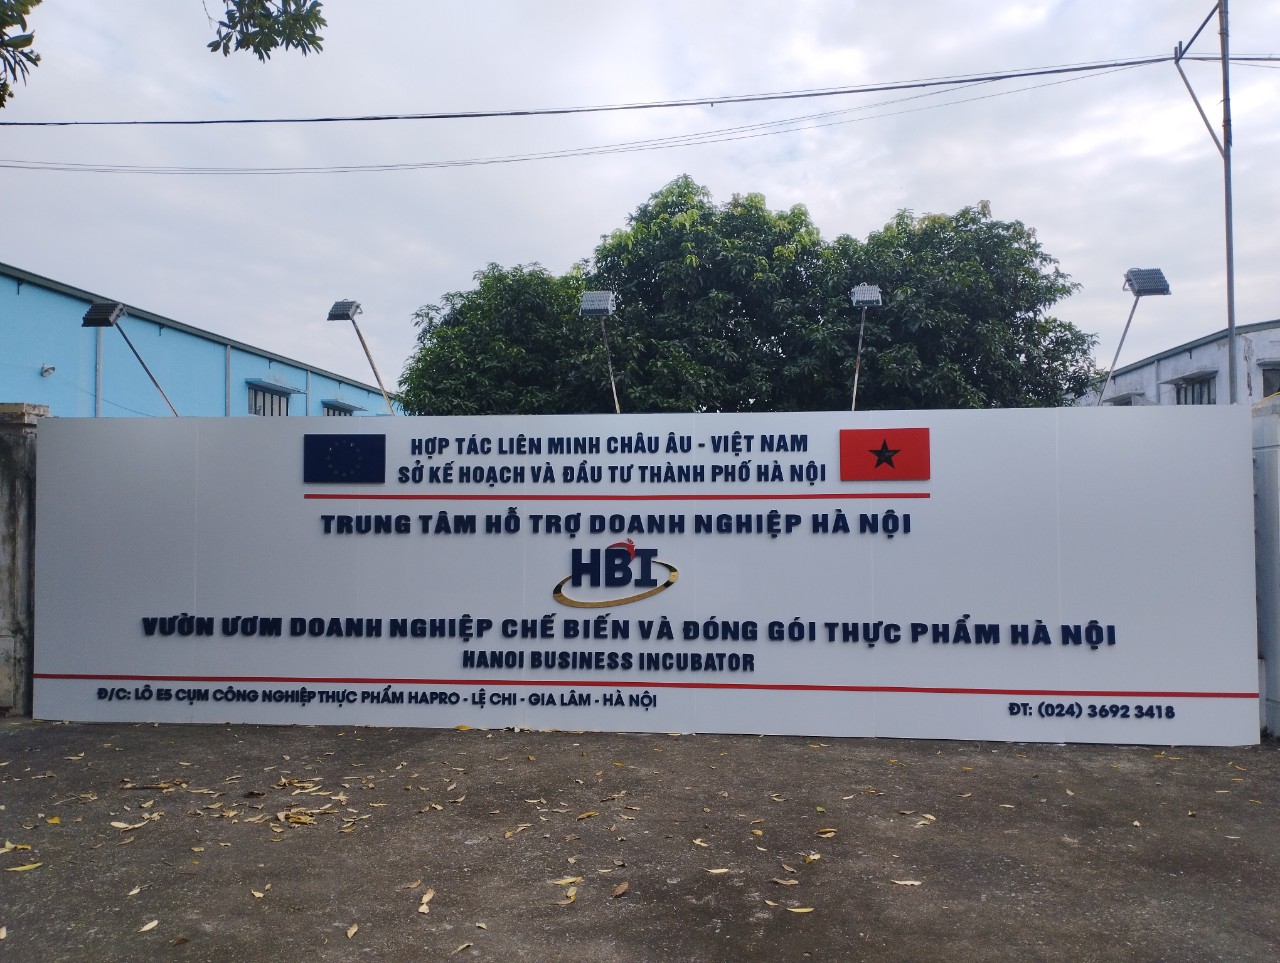 HỢP TÁC LIÊN MINH CHÂU ÂU - VIỆT NAM
SỞ KẾ HOẠCH VÀ ĐẦU TƯ THÀNH PHỐ HÀ NỘI
TRUNG TÂM HỖ TRỢ DOANH NGHIỆP HÀ NỘI
HBI
VƯỜN ƯƠM DOANH NGHIỆP CHẾ BIẾN VÀ ĐÓNG GÓI THỰC PHẨM HÀ NỘI
HANOI BUSINESS INCUBATOR
Đ/C: LÔ E5 CỤM CÔNG NGHIỆP THỰC PHẨM HAPRO - LỆ CHI - GIA LÂM - HÀ NỘI
ĐT: (024) 3692 3418